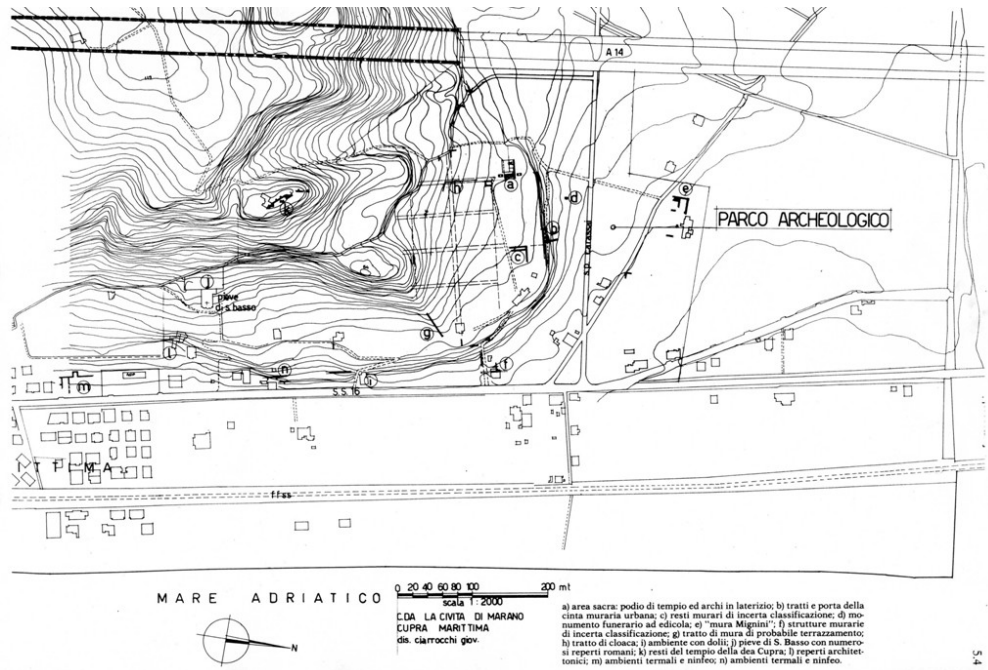 A 14
h
a
d
e
b
PARCO ARCHEOLOGICO
k
S.P. Carassai
c
j
pieve
di s. basso
g
l
f
n
i
m
S.S. 16
I T T I M A
ffss
MARE ADRIATICO
0 20 40 60 80 100 200 mt
scala 1:2000
C.DA LA CIVITA DI MARANO
CUPRA MARITTIMA
dis. ciarrocchi giov.
N
a) area sacra: podio di tempio ed archi in laterizio; b) tratti e porta della
cinta muraria urbana; c) resti murari di incerta classificazione; d) mo-
numento funerario ad edicola; e) "mura Mignini"; f) strutture murarie
di incerta classificazione; g) tratto di mura di probabile terrazzamento;
h) tratto di cloaca; i) ambiente con dolii; j) pieve di S. Basso con numero-
si reperti romani; k) resti del tempio della dea Cupra; l) reperti architet-
tonici; m) ambienti termali e ninfeo; n) ambienti termali e ninfeo.
5.4